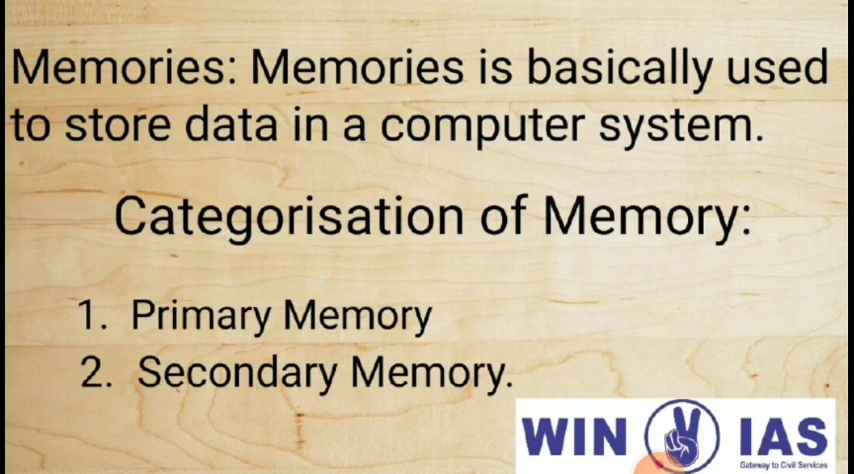 Memories: Memories is basically used
to store data in a computer system.
Categorisation of Memory:
1. Primary Memory
2. Secondary Memory.
WIN IAS
Gateway to Civil Services